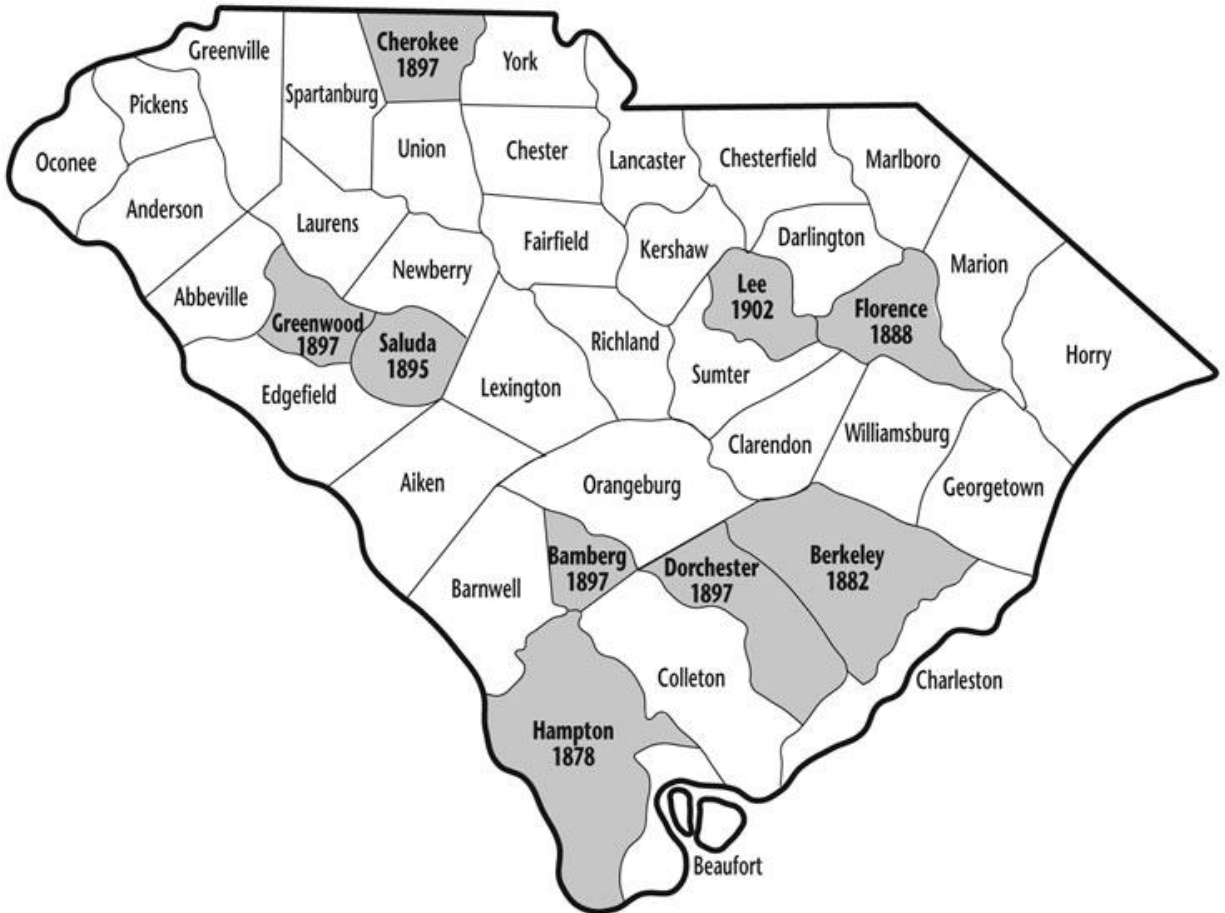 Greenville
Cherokee
1897
York
Spartanburg
Pickens
Oconee
Union
Chester
Lancaster
Chesterfield
Marlboro
Anderson
Laurens
Fairfield
Kershaw
Darlington
Marion
Newberry
Abbeville
Lee
1902
Florence
1888
Greenwood
1897
Saluda
1895
Richland
Horry
Edgefield
Lexington
Sumter
Clarendon
Williamsburg
Aiken
Orangeburg
Georgetown
Bamberg
1897
Dorchester
1897
Berkeley
1882
Barnwell
Colleton
Charleston
Hampton
1878
Beaufort